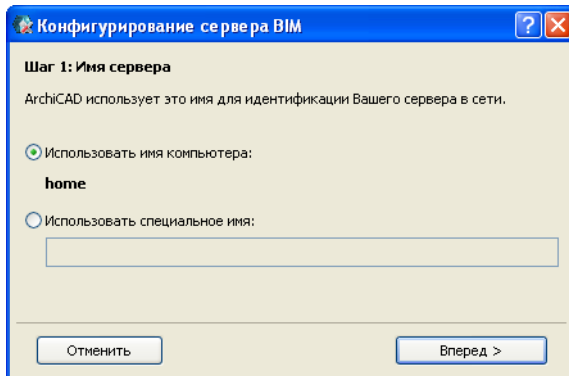 Конфигурирование сервера BIM
Шаг 1: Имя сервера
ArchiCAD использует это имя для идентификации Вашего сервера в сети.
Использовать имя компьютера:
home
Использовать специальное имя:
Отменить
Вперед >